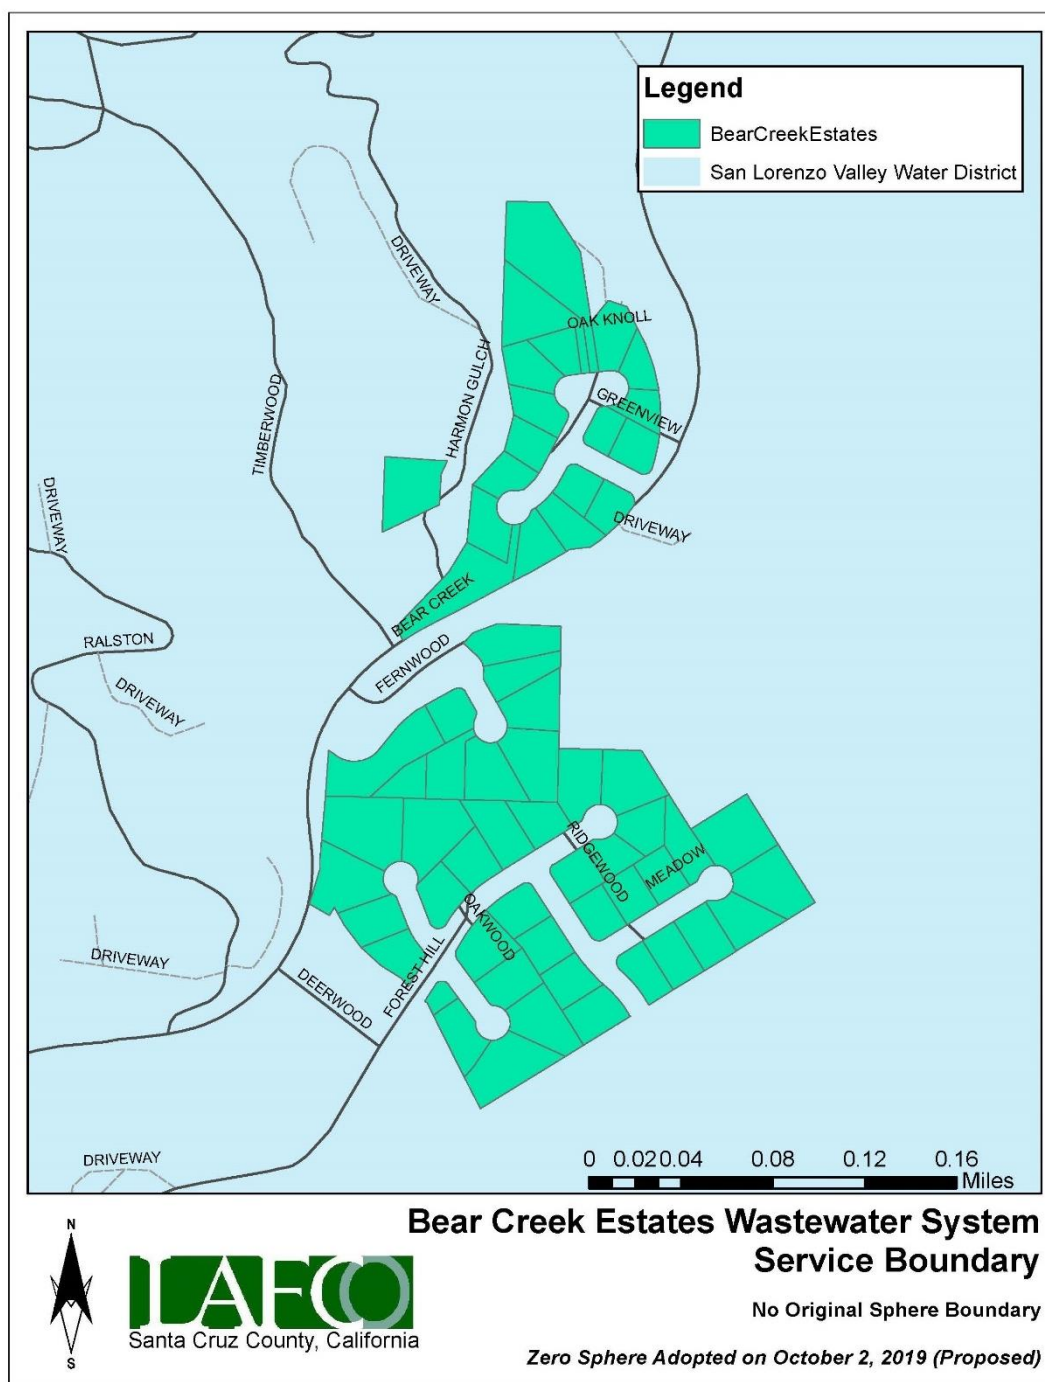 Legend
BearCreekEstates
San Lorenzo Valley Water District
DRIVEWAY
OAK KNOLL
HARMON GULCH
TIMBERWOOD
GREENVIEW
DRIVEWAY
DRIVEWAY
BEAR CREEK
RALSTON
FERNWOOD
DRIVEWAY
RIDGEWOOD
MEADOW
OAKWOOD
FOREST HILL
DRIVEWAY
DEERWOOD
DRIVEWAY
0 0.02 0.04 0.08 0.12 0.16
Miles
Bear Creek Estates Wastewater System
Service Boundary
No Original Sphere Boundary
Zero Sphere Adopted on October 2, 2019 (Proposed)
N
S
LAFCO
Santa Cruz County, California